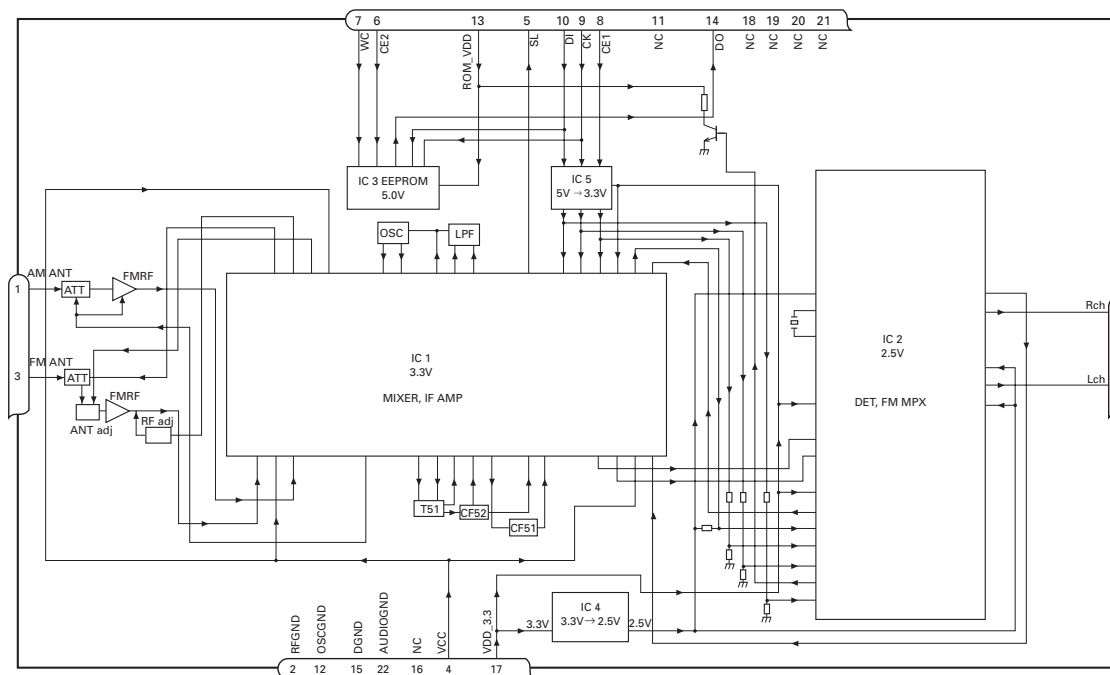 7 6 13 5 10 9 8 11 14 18 19 20 21
WC
CE2
ROM_VDD
SL
DI
CK
CE1
NC
DO
NC
NC
NC
NC
IC 3 EEPROM
5.0V
IC 5
5V → 3.3V
OSC
LPF
AM ANT
1
ATT
FMRF
FM ANT
3
ATT
FMRF
ANT adj
RF adj
IC 1
3.3V
MIXER, IF AMP
IC 2
2.5V
DET, FM MPX
Rch
Lch
T51
CF52
CF51
IC 4
3.3V → 2.5V
3.3V
2.5V
RFGND
OSCGND
DGND
AUDIOGND
NC
VCC
VDD_3.3
2 12 15 22 16 4 17